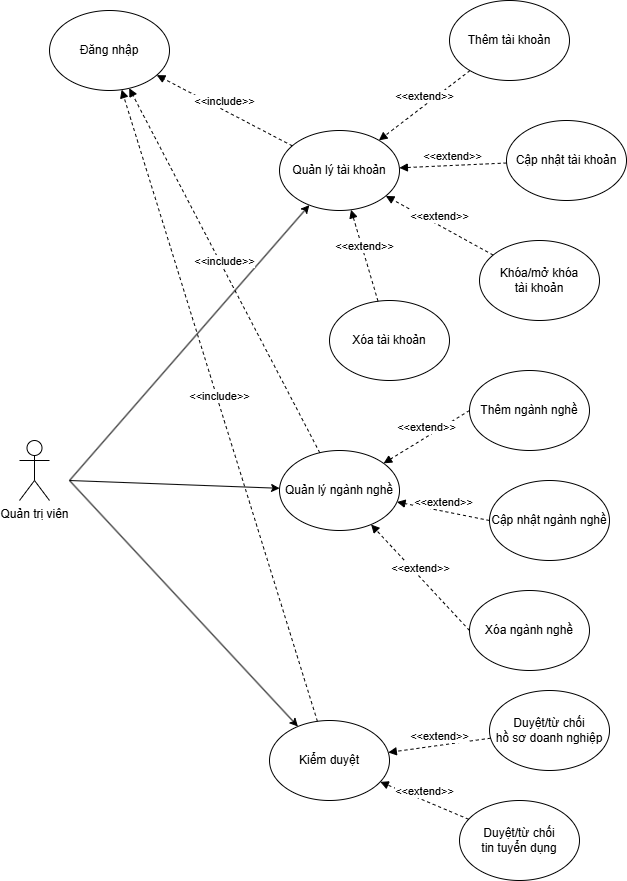 Thêm tài khoản
Đăng nhập
<<extend>>
<<include>>
<<extend>>
Cập nhật tài khoản
Quản lý tài khoản
<<extend>>
<<extend>>
<<include>>
Khóa/mở khóa
tài khoản
Xóa tài khoản
<<include>>
Thêm ngành nghề
<<extend>>
Quản lý ngành nghề
<<extend>>
Quản trị viên
Cập nhật ngành nghề
<<extend>>
Xóa ngành nghề
Duyệt/từ chối
hồ sơ doanh nghiệp
<<extend>>
Kiểm duyệt
<<extend>>
Duyệt/từ chối
tin tuyển dụng